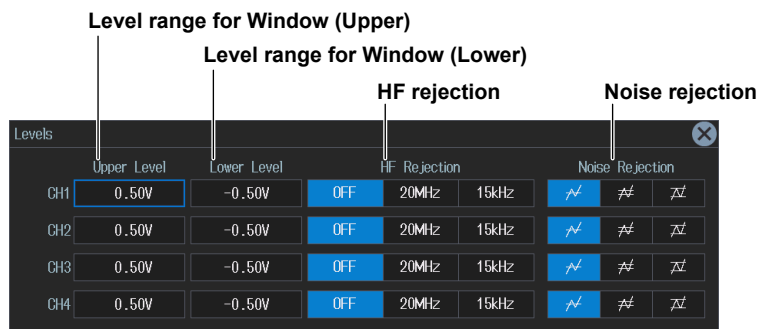 Level range for Window (Upper)
Level range for Window (Lower)
HF rejection Noise rejection
Levels
Upper Level Lower Level HF Rejection Noise Rejection
CH1 0.50V -0.50V OFF 20MHz 15kHz
CH2 0.50V -0.50V OFF 20MHz 15kHz
CH3 0.50V -0.50V OFF 20MHz 15kHz
CH4 0.50V -0.50V OFF 20MHz 15kHz